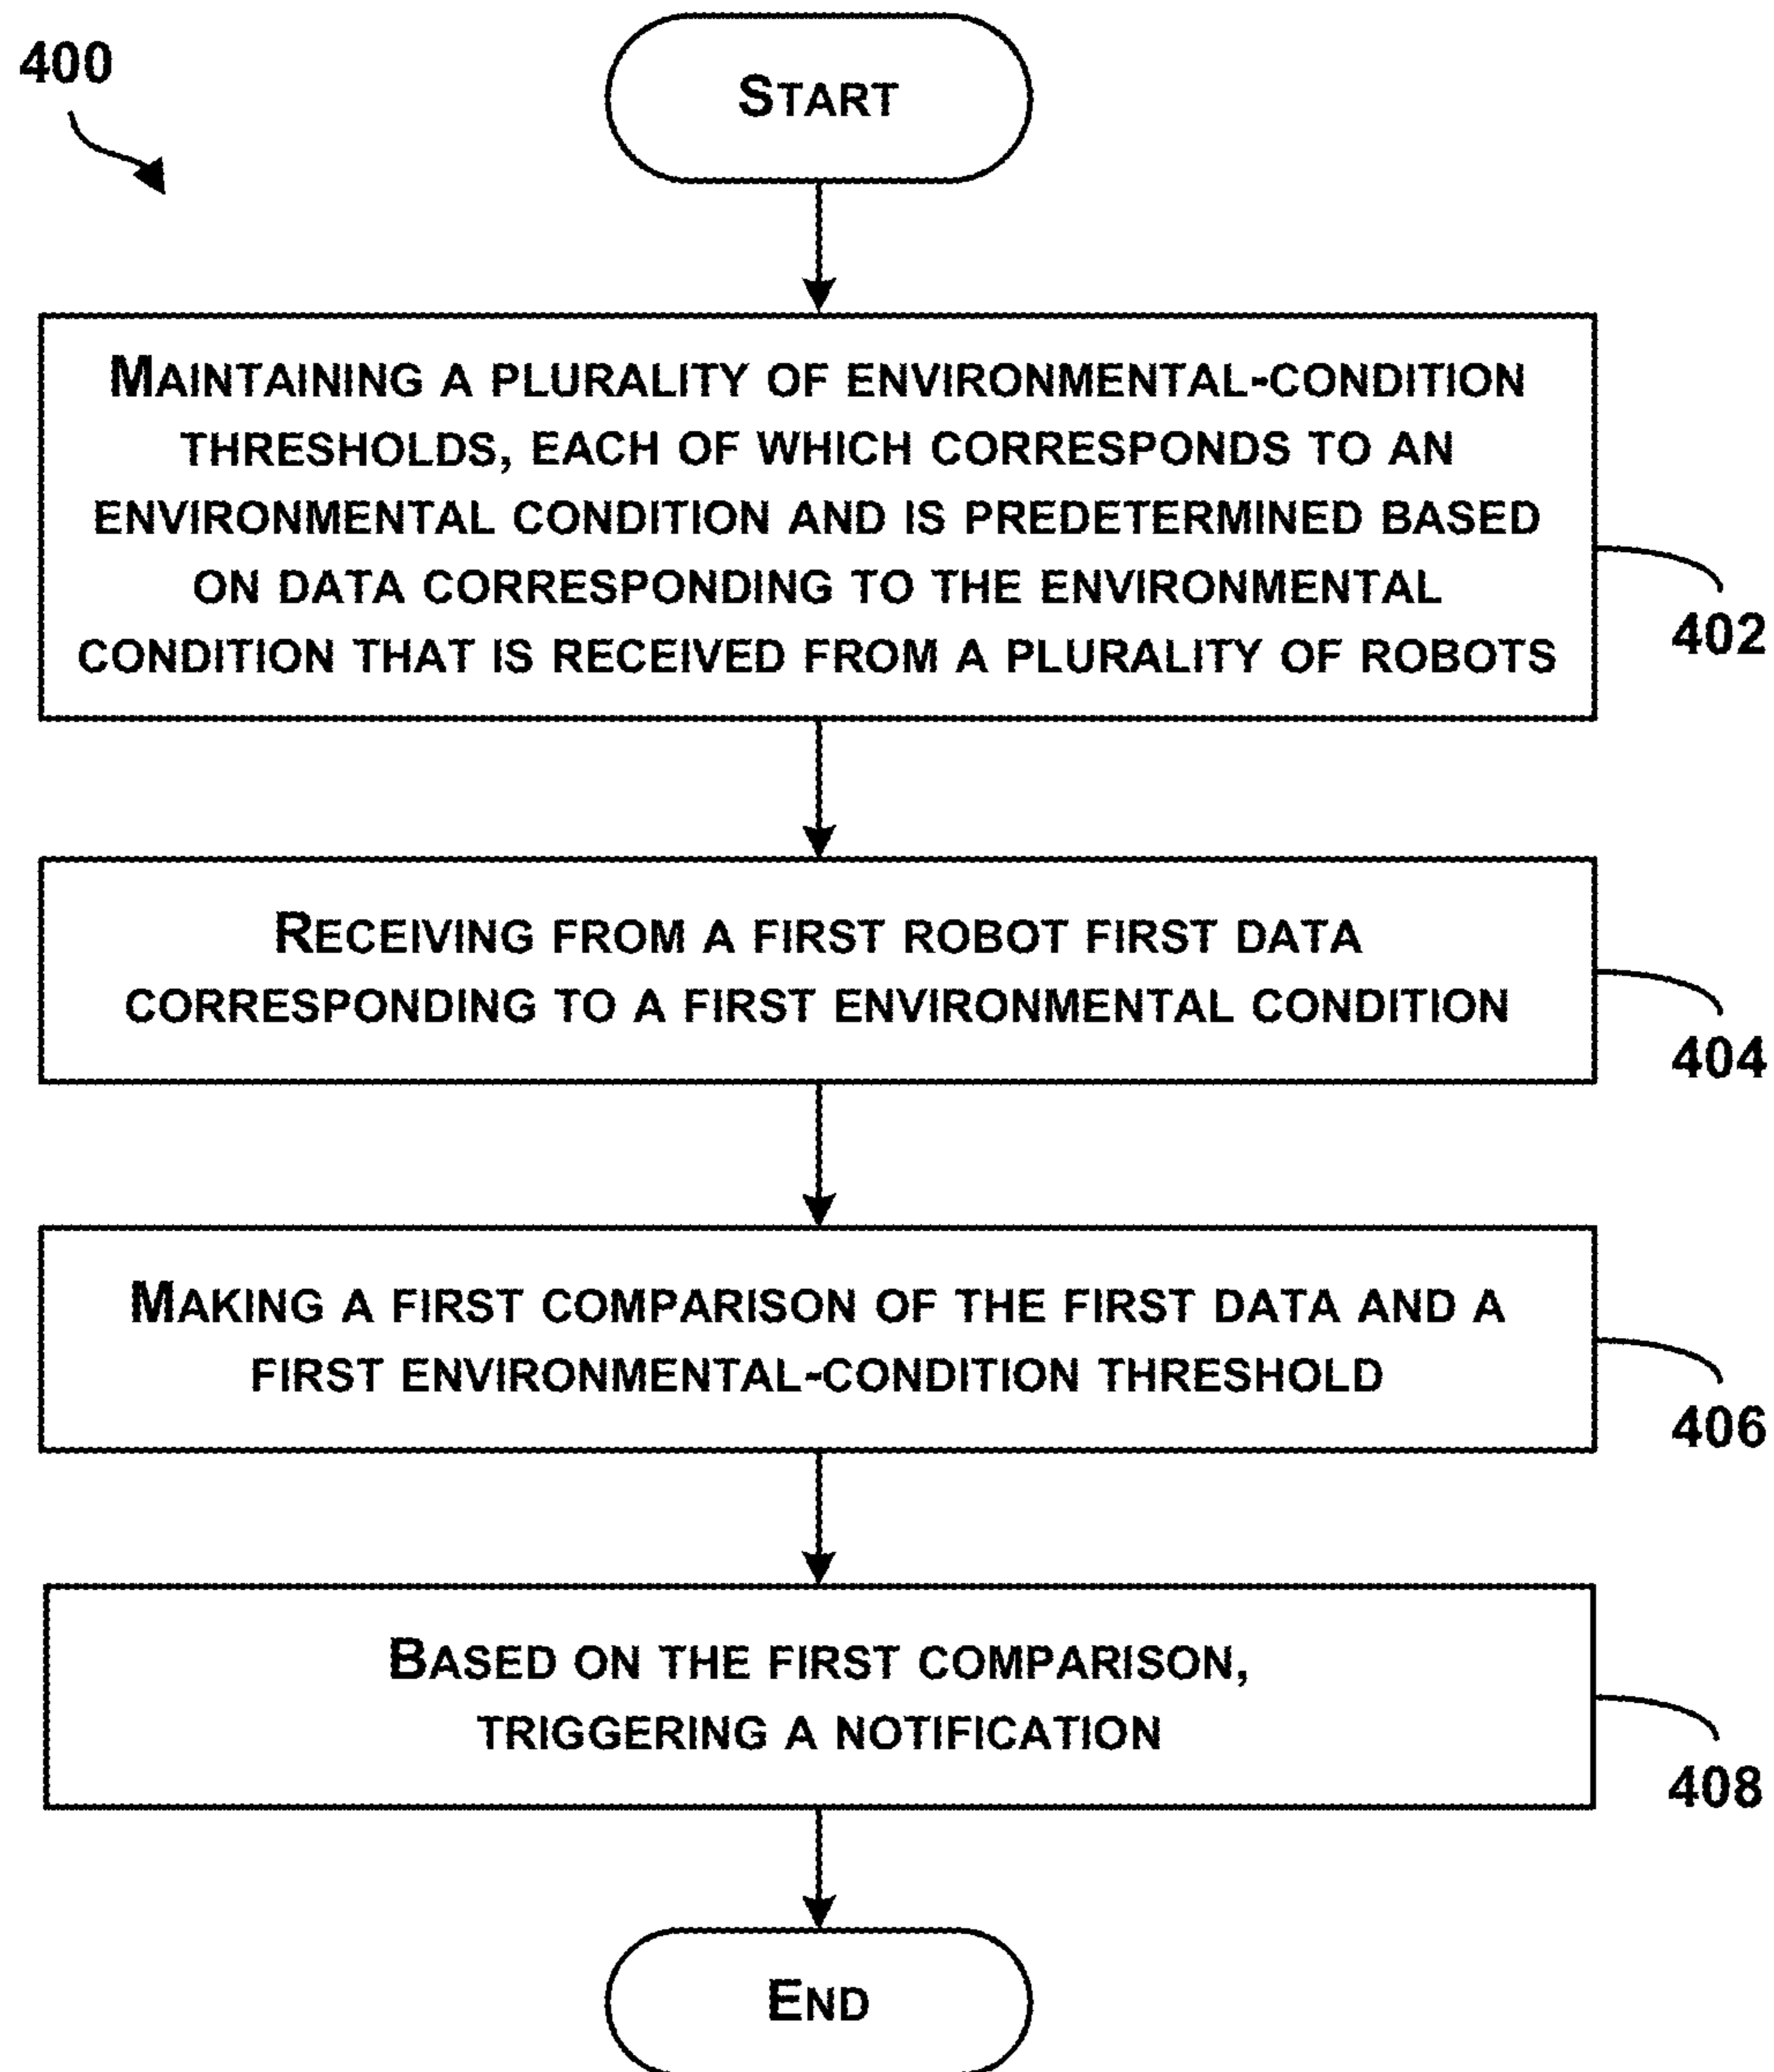 400
START
MAINTAINING A PLURALITY OF ENVIRONMENTAL-CONDITION
THRESHOLDS, EACH OF WHICH CORRESPONDS TO AN
ENVIRONMENTAL CONDITION AND IS PREDETERMINED BASED
ON DATA CORRESPONDING TO THE ENVIRONMENTAL
CONDITION THAT IS RECEIVED FROM A PLURALITY OF ROBOTS
402
RECEIVING FROM A FIRST ROBOT FIRST DATA
CORRESPONDING TO A FIRST ENVIRONMENTAL CONDITION
404
MAKING A FIRST COMPARISON OF THE FIRST DATA AND A
FIRST ENVIRONMENTAL-CONDITION THRESHOLD
406
BASED ON THE FIRST COMPARISON,
TRIGGERING A NOTIFICATION
408
END